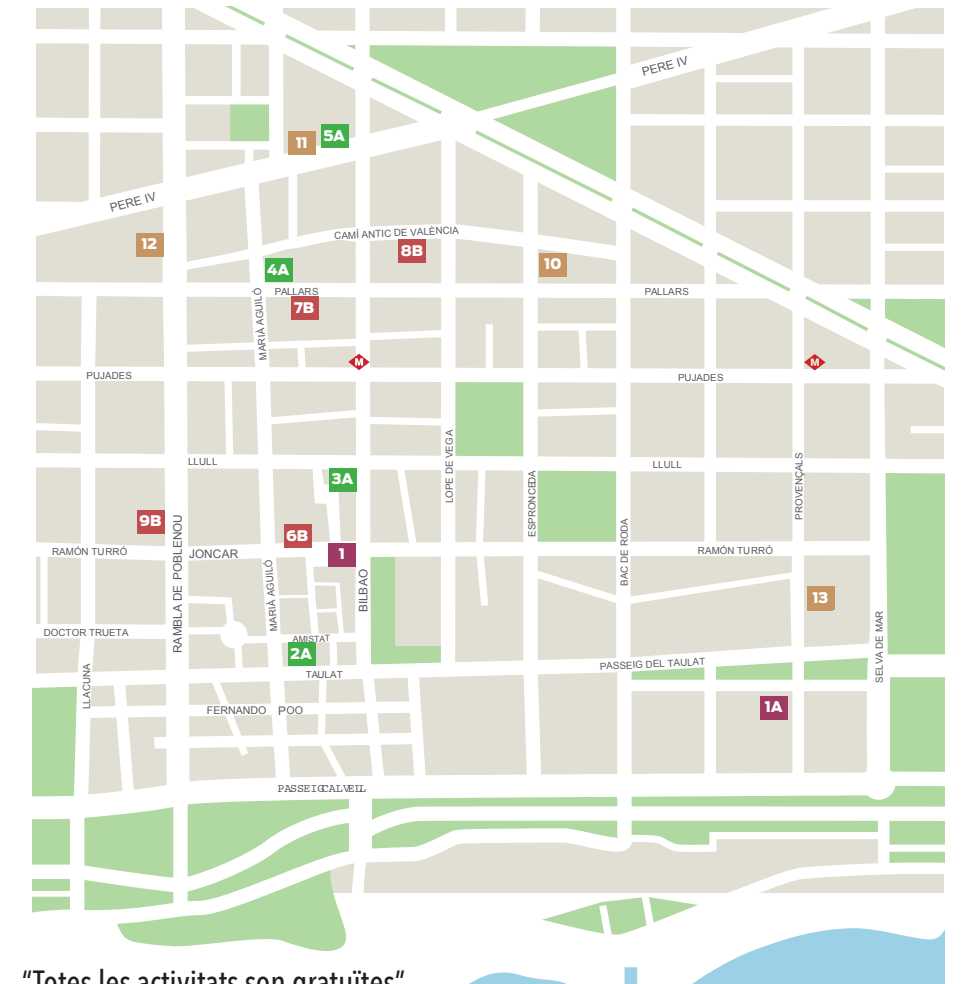 PERE IV
5A
11
PERE IV
12
CAMÍ ANTIC DE VALÈNCIA
8B
10
4A
PALLARS
PALLARS
7B
MARIÀ AGUILÓ
M
M
PUJADES
PUJADES
LOPE DE VEGA
LLULL
LLULL
PROVENÇALS
3A
ESPRONCEDA
9B
6B
1
RAMBLA DE POBLENOU
RAMÓN TURRÓ
JONCAR
RAMÓN TURRÓ
BAC DE RODA
MARIÀ AGUILÓ
BILBAO
13
DOCTOR TRUETA
AMISTAT
SELVA DE MAR
2A
LLACUNA
TAULAT
PASSEIG DEL TAULAT
1A
FERNANDO POO
PASSEIG CALVELL
“Totes les activitats son gratuïtes”